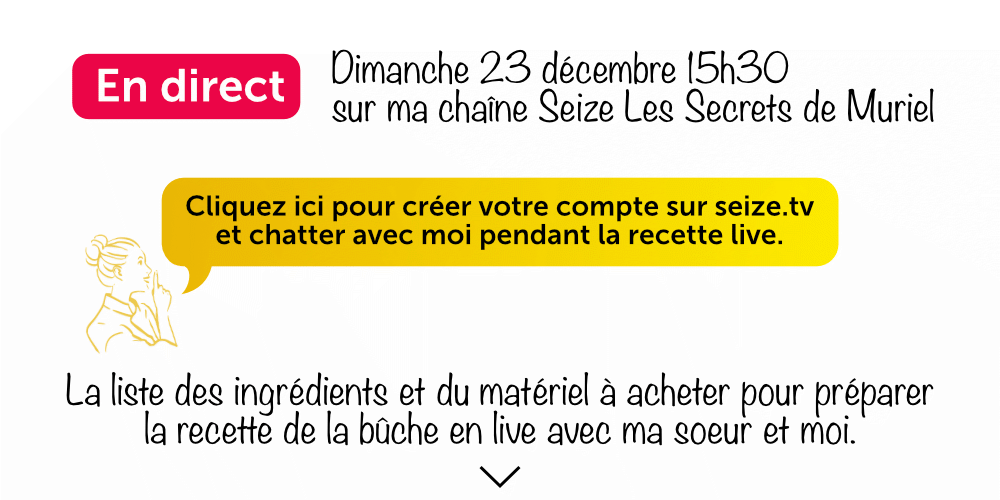 En direct
Dimanche 23 décembre 15h30
sur ma chaîne Seize Les Secrets de Muriel
Cliquez ici pour créer votre compte sur seize.tv
et chatter avec moi pendant la recette live.
La liste des ingrédients et du matériel à acheter pour préparer
la recette de la bûche en live avec ma soeur et moi.